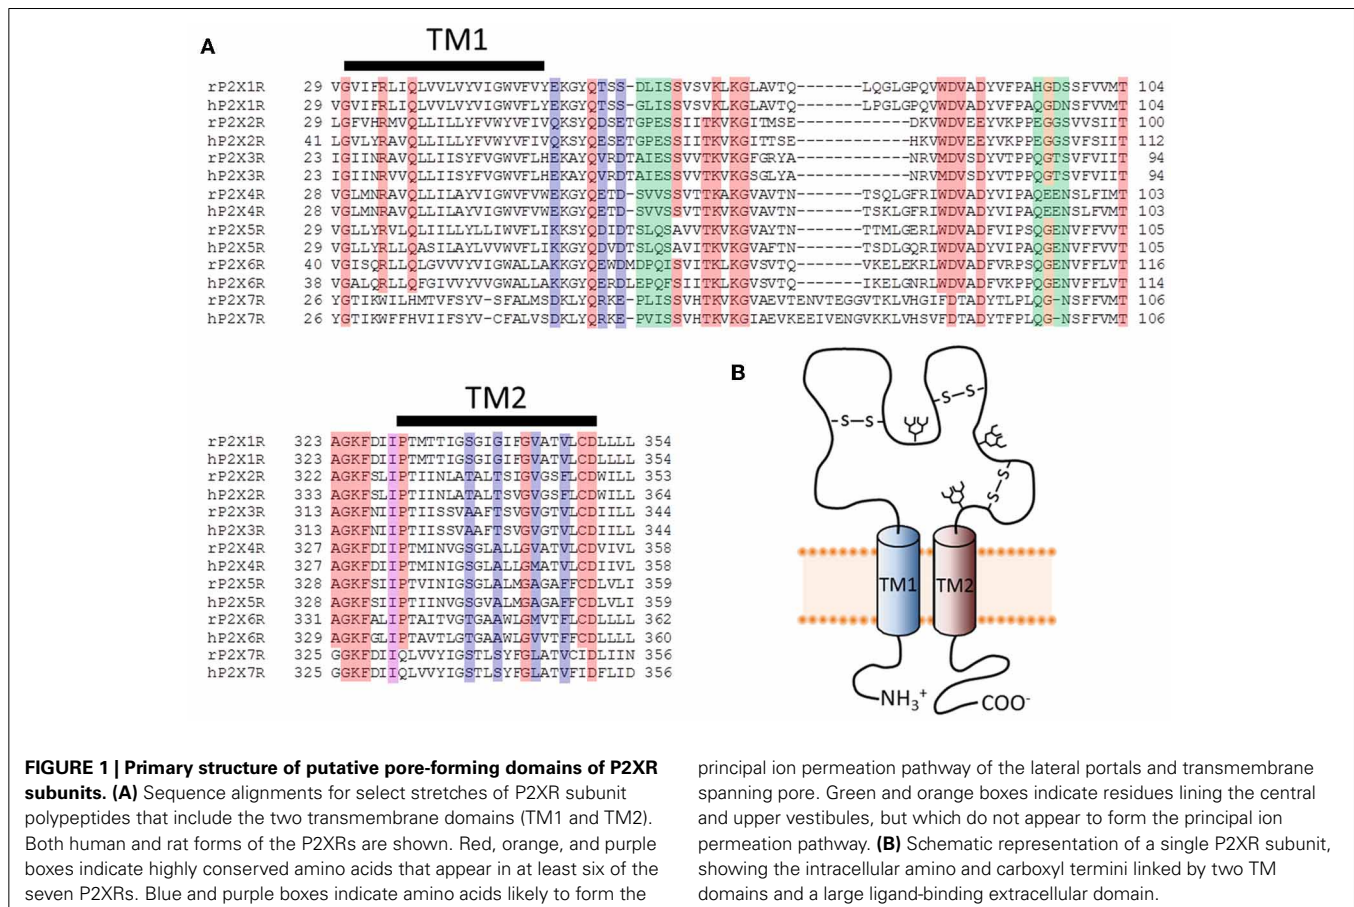 A
TM1
rP2X1R 29 VGVIFRLIQLVVLVYVIGWVFVYEKGYQTSS-DLISSVSVKLKGLAVTQ-------LQGLGPQVWDVADYVFPAHGDSSFVVMT 104
hP2X1R 29 VGVIFRLIQLVVLVYVIGWVFLYEKGYQTSS-GLISSVSVKLKGLAVTQ-------LPGLGPQVWDVADYVFPAQGDNSFVVMT 104
rP2X2R 29 LGFVHRMVQLLILLYFVWYVFIVQKSYQDSETGPESSIITKVKGITMSE------------DKVWDVEEYVKPPEGGSVVSIIT 100
hP2X2R 41 LGVLYRAVQLLILLYFVWYVFIVQKSYQESETGPESSIITKVKGITTSE------------HKVWDVEEYVKPPEGGSVFSIIT 112
rP2X3R 23 IGIINRAVQLLIISYFVGWVFLHEKAYQVRDTAIESSVVTKVKGFGRYA------------NRVMDVSDYVTPPQGTSVFVIIT 94
hP2X3R 23 IGIINRVVQLLIISYFVGWVFLHEKAYQVRDTAIESSVVTKVKGSGLYA------------NRVMDVSDYVTPPQGTSVFVIIT 94
rP2X4R 28 VGLMNRAVQLLILAYVIGWVFVWEKGYQETD-SVVSSVTTKAKGVAVTN-------TSQLGFRIWDVADYVIPAQEENSLFIMT 103
hP2X4R 28 VGLMNRAVQLLILAYVIGWVFVWEKGYQETD-SVVSSVTTKVKGVAVTN-------TSKLGFRIWDVADYVIPAQEENSLFVMT 103
rP2X5R 29 VGLLYRVLQLIILLYLLIWVFLIKKSYQDIDTSLQSAVVTKVKGVAYTN-------TTMLGERLWDVADFVIPSQGENVFFVVT 105
hP2X5R 29 VGLLYRLLQASILAYLVVWVFLIKKGYQDVDTSLQSAVITKVKGVAFTN-------TSDLGQRIWDVADYVIPAQGENVFFVVT 105
rP2X6R 40 VGISQRLLQLGVVVYVIGWALLAKKGYQEWDMDPQISVITKLKGVSVTQ-------VKELEKRLWDVADFVRPSQGENVFFLVT 116
hP2X6R 38 VGALQRLLQFGIVVYVVGWALLAKKGYQERDLEPQFSIITKLKGVSVTQ-------IKELGNRLWDVADFVKPPQGENVFFLVT 114
rP2X7R 26 YGTIKWILHMTVFSYV-SFALMSDKLYQRKE-PLISSVHTKVKGVAEVTENVTEGGVTKLVHGIFDTADYTLPLQG-NSFFVMT 106
hP2X7R 26 YGTIKWFFHVIIFSYV-CFALVSDKLYQRKE-PVISSVHTKVKGIAEVKEEIVENGVKKLVHSVFDTADYTFPLQG-NSFFVMT 106
B
TM2
rP2X1R 323 AGKFDIIPTMTTIGSGIGIFGVATVLCDLLLL 354
hP2X1R 323 AGKFDIIPTMTTIGSGIGIFGVATVLCDLLLL 354
rP2X2R 322 AGKFSLIPTIINLATALTSIGVGSFLCDWILL 353
hP2X2R 333 AGKFSLIPTIINLATALTSVGVGSFLCDWILL 364
rP2X3R 313 AGKFNIIPTIISSVAAFTSVGVGTVLCDIILL 344
hP2X3R 313 AGKFNIIPTIISSVAAFTSVGVGTVLCDIILL 344
rP2X4R 327 AGKFDIIPTMINVGSGLALLGVATVLCDVIVL 358
hP2X4R 327 AGKFDIIPTMINIGSGLALLGMATVLCDIIVL 358
rP2X5R 328 AGKFSIIPTVINIGSGLALMGAGAFFCDLVLI 359
hP2X5R 328 AGKFSIIPTIINVGSGVALMGAGAFFCDLVLI 359
rP2X6R 331 AGKFALIPTAITVGTGAAWLGMVTFLCDLLLL 362
hP2X6R 329 AGKFGLIPTAVTLGTGAAWLGVVTFFCDLLLL 360
rP2X7R 325 GGKFDIIQLVVYIGSTLSYFGLATVCIDLIIN 356
hP2X7R 325 GGKFDIIQLVVYIGSTLSYFGLATVFIDFLID 356
S—S
S—S
S—S
TM1
TM2
NH3+
COO-
FIGURE 1 | Primary structure of putative pore-forming domains of P2XR
subunits. (A) Sequence alignments for select stretches of P2XR subunit
polypeptides that include the two transmembrane domains (TM1 and TM2).
Both human and rat forms of the P2XRs are shown. Red, orange, and purple
boxes indicate highly conserved amino acids that appear in at least six of the
seven P2XRs. Blue and purple boxes indicate amino acids likely to form the
principal ion permeation pathway of the lateral portals and transmembrane
spanning pore. Green and orange boxes indicate residues lining the central
and upper vestibules, but which do not appear to form the principal ion
permeation pathway. (B) Schematic representation of a single P2XR subunit,
showing the intracellular amino and carboxyl termini linked by two TM
domains and a large ligand-binding extracellular domain.